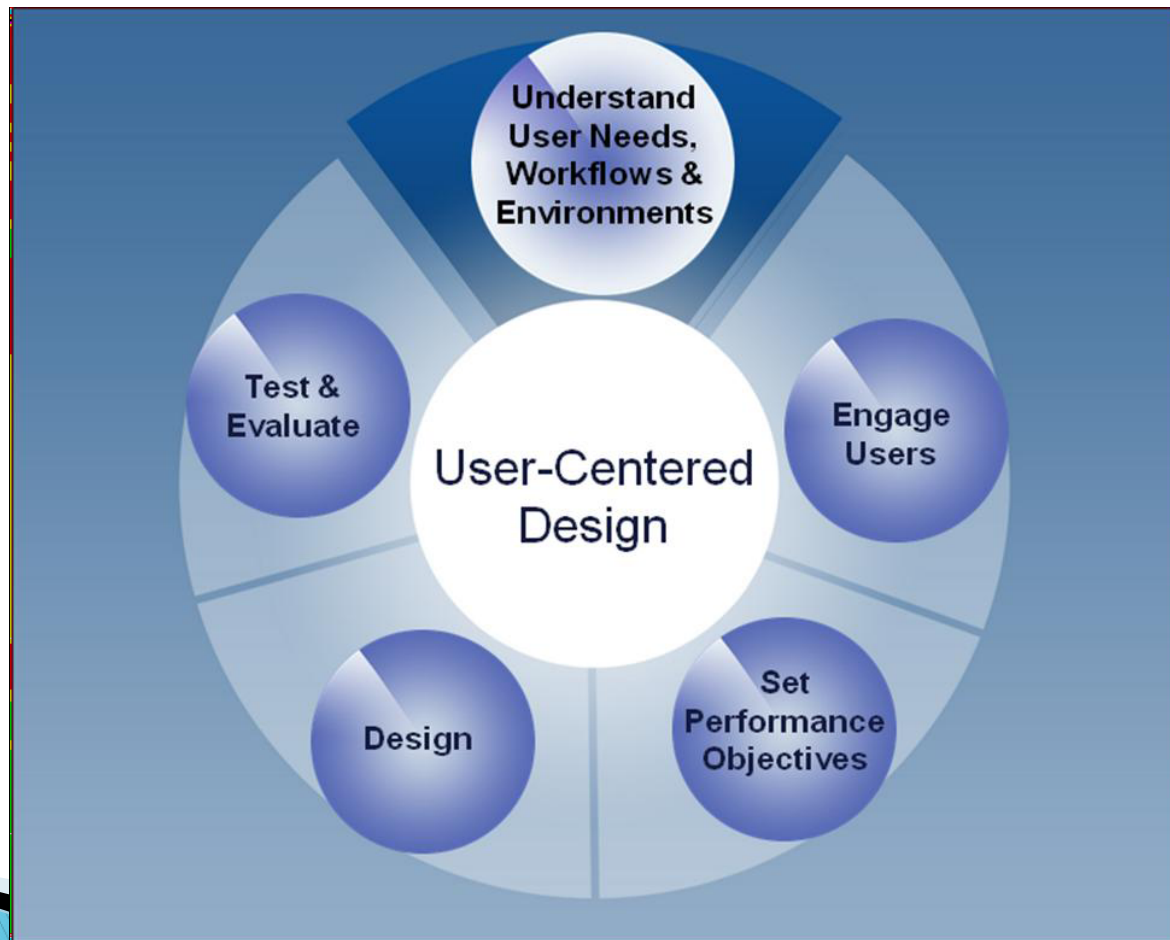 Understand
User Needs,
Workflows &
Environments
Engage
Users
Set
Performance
Objectives
Design
Test &
Evaluate
User-Centered
Design